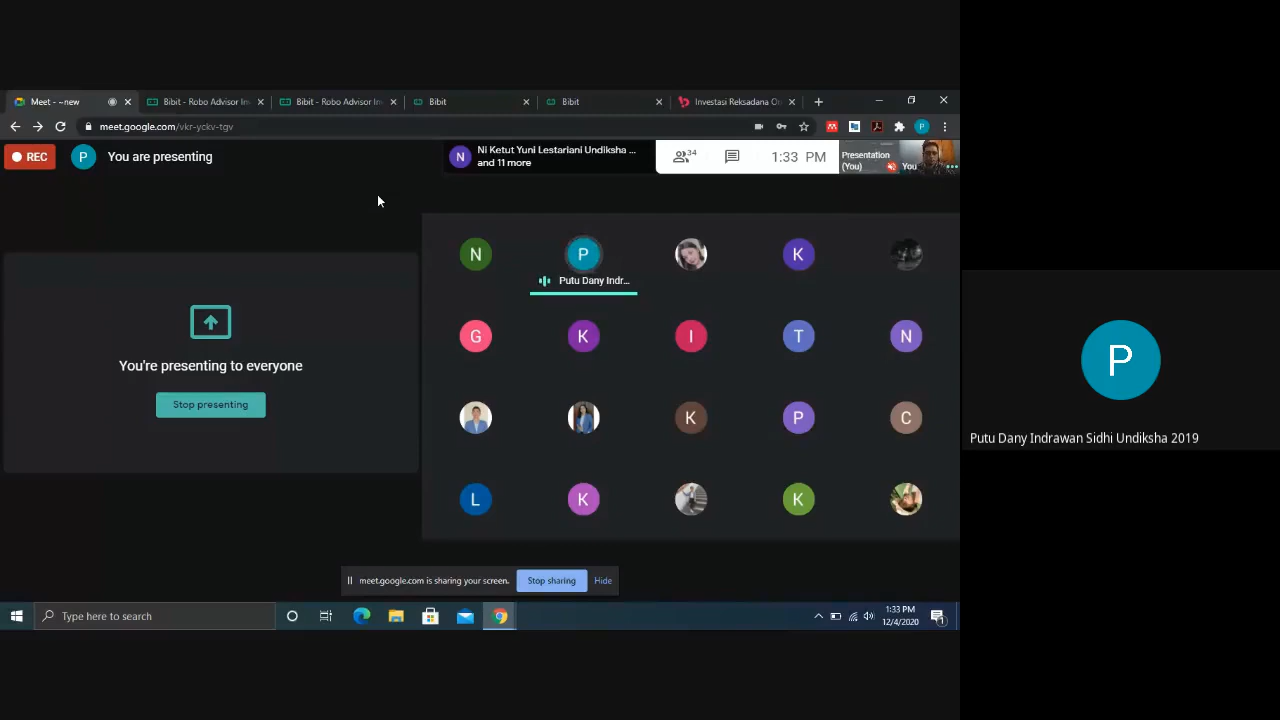 Meet - ~new
Bibit - Robo Advisor In
Bibit - Robo Advisor In
Bibit
Bibit
Investasi Reksadana On
meet.google.com/vkr-yckv-tgv
REC
P
You are presenting
N
Ni Ketut Yuni Lestariani Undiksha ...
and 11 more
34
1:33 PM
Presentation
(You)
You
N
P
K
Putu Dany Indr...
G
K
I
T
N
You're presenting to everyone
Stop presenting
K
P
C
L
K
K
meet.google.com is sharing your screen.
Stop sharing
Hide
Type here to search
1:33 PM
12/4/2020
1
P
Putu Dany Indrawan Sidhi Undiksha 2019